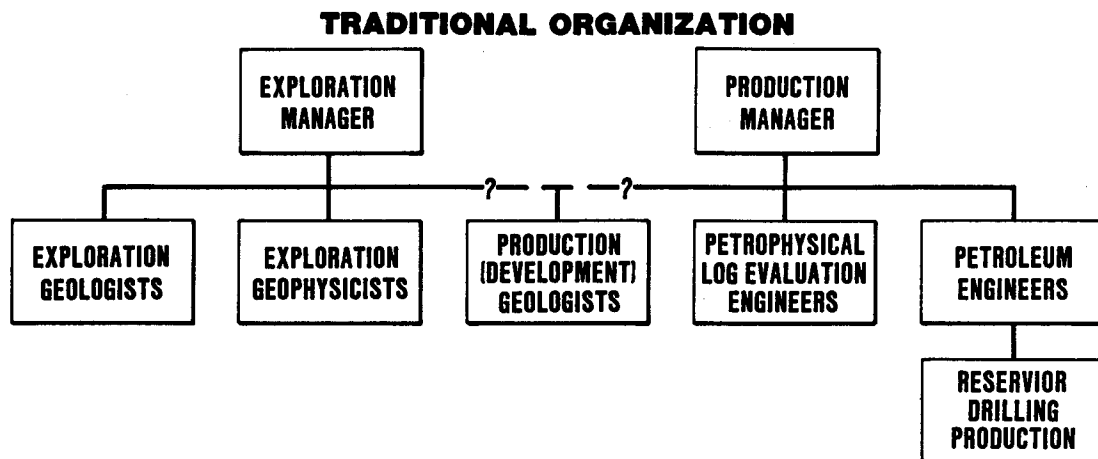 TRADITIONAL ORGANIZATION
EXPLORATION
MANAGER
PRODUCTION
MANAGER
? ?
EXPLORATION
GEOLOGISTS
EXPLORATION
GEOPHYSICISTS
PRODUCTION
(DEVELOPMENT)
GEOLOGISTS
PETROPHYSICAL
LOG EVALUATION
ENGINEERS
PETROLEUM
ENGINEERS
RESERVIOR
DRILLING
PRODUCTION